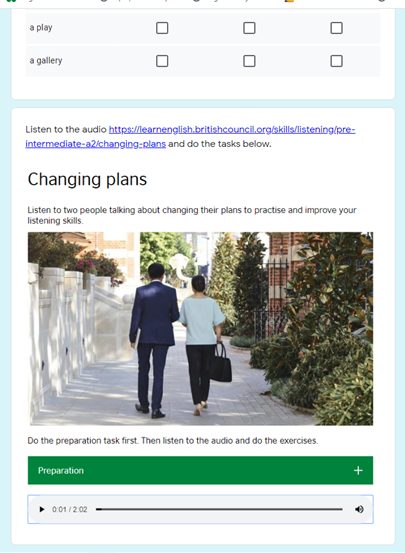 a play
a gallery
Listen to the audio https://learnenglish.britishcouncil.org/skills/listening/pre-
intermediate-a2/changing-plans and do the tasks below.
Changing plans
Listen to two people talking about changing their plans to practise and improve your
listening skills.
Do the preparation task first. Then listen to the audio and do the exercises.
Preparation +
0:01 / 2:02